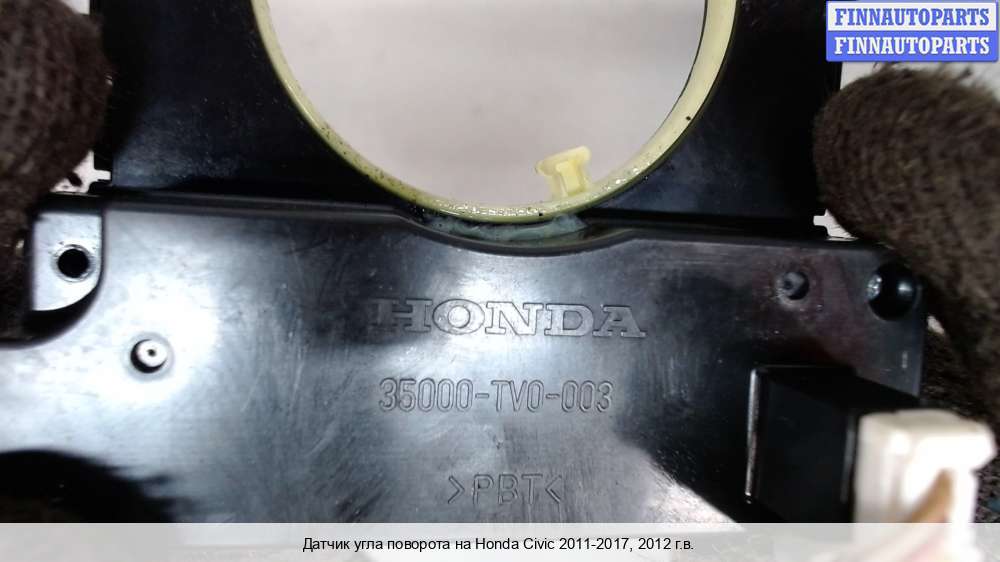 FINNAUTOPARTS
FINNAUTOPARTS
HONDA
35000-TV0-003
>PBT<
Датчик угла поворота на Honda Civic 2011-2017, 2012 г.в.